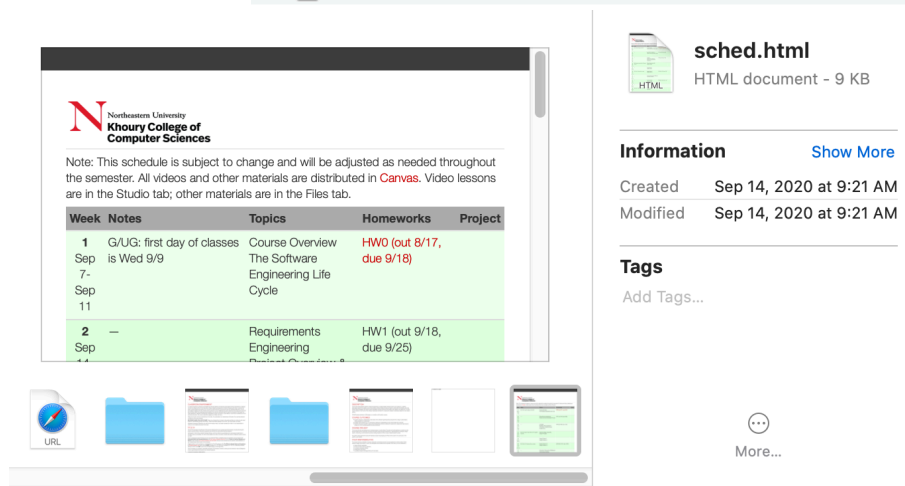 Northeastern University
Khoury College of
Computer Sciences
Note: This schedule is subject to change and will be adjusted as needed throughout
the semester. All videos and other materials are distributed in Canvas. Video lessons
are in the Studio tab; other materials are in the Files tab.
Week Notes Topics Homeworks Project
1 G/UG: first day of classes Course Overview HW0 (out 8/17,
Sep is Wed 9/9 The Software due 9/18)
7- Engineering Life
Sep Cycle
11
2 — Requirements HW1 (out 9/18,
Sep Engineering due 9/25)
URL
HTML
sched.html
HTML document - 9 KB
Information Show More
Created Sep 14, 2020 at 9:21 AM
Modified Sep 14, 2020 at 9:21 AM
Tags
Add Tags...
More...